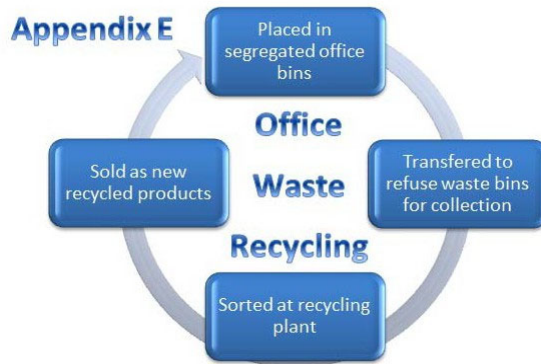 Appendix E
Placed in
segregated office
bins
Office
Waste
Recycling
Transfered to
refuse waste bins
for collection
Sorted at recycling
plant
Sold as new
recycled products